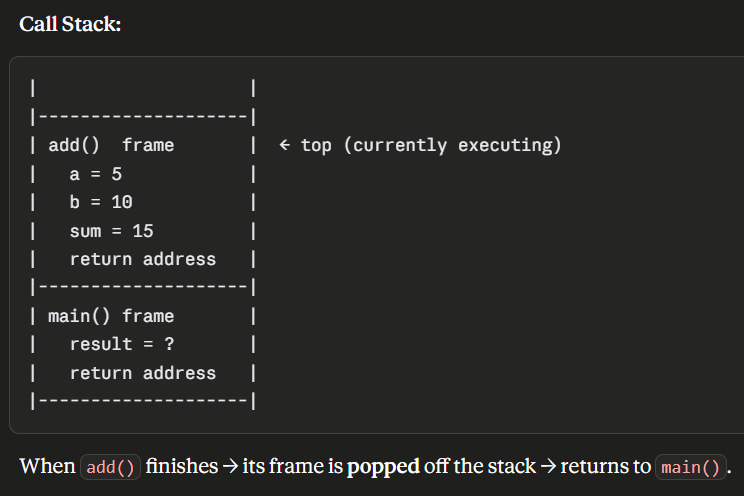 Call Stack:
|                     |
|--------------------|
| add()  frame       |  ← top (currently executing)
|   a = 5            |
|   b = 10           |
|   sum = 15         |
|   return address   |
|--------------------|
| main() frame       |
|   result = ?       |
|   return address   |
|--------------------|
When add() finishes → its frame is popped off the stack → returns to main().